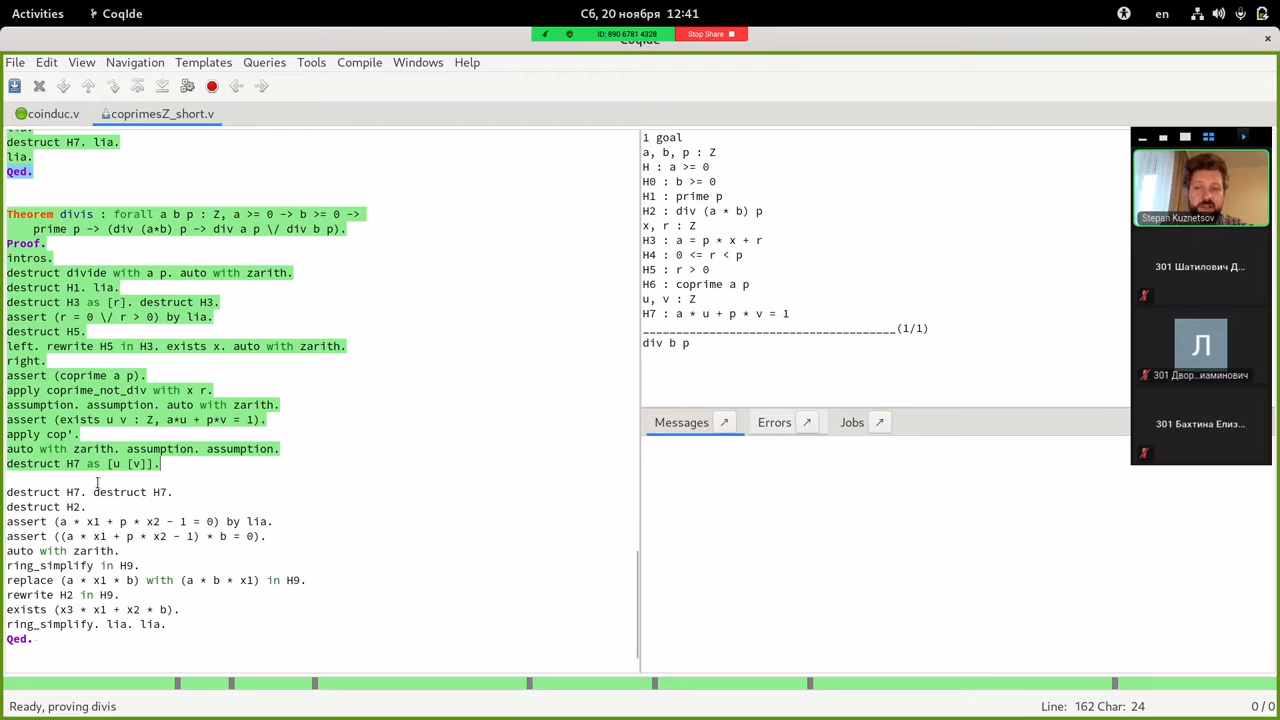 Activities
CoqIde
Сб, 20 ноября 12:41
en
ID: 890 6781 4328
Stop Share
File Edit View Navigation Templates Queries Tools Compile Windows Help
coinduc.v
coprimesZ_short.v
destruct H7. lia.
lia.
Qed.
Theorem divis : forall a b p : Z, a >= 0 -> b >= 0 ->
prime p -> (div (a*b) p -> div a p \/ div b p).
Proof.
intros.
destruct divide with a p. auto with zarith.
destruct H1. lia.
destruct H3 as [r]. destruct H3.
assert (r = 0 \/ r > 0) by lia.
destruct H5.
left. rewrite H5 in H3. exists x. auto with zarith.
right.
assert (coprime a p).
apply coprime_not_div with x r.
assumption. assumption. auto with zarith.
assert (exists u v : Z, a*u + p*v = 1).
apply cop'.
auto with zarith. assumption. assumption.
destruct H7 as [u [v]].
destruct H7. destruct H7.
destruct H2.
assert (a * x1 + p * x2 - 1 = 0) by lia.
assert ((a * x1 + p * x2 - 1) * b = 0).
auto with zarith.
ring_simplify in H9.
replace (a * x1 * b) with (a * b * x1) in H9.
rewrite H2 in H9.
exists (x3 * x1 + x2 * b).
ring_simplify. lia. lia.
Qed.
1 goal
a, b, p : Z
H : a >= 0
H0 : b >= 0
H1 : prime p
H2 : div (a * b) p
x, r : Z
H3 : a = p * x + r
H4 : 0 <= r < p
H5 : r > 0
H6 : coprime a p
u, v : Z
H7 : a * u + p * v = 1
______________________________________(1/1)
div b p
Messages
Errors
Jobs
Stepan Kuznetsov
301 Шатилович Д...
Л
301 Двор...иаминович
301 Бахтина Елиз...
Ready, proving divis
Line: 162 Char: 24
0 / 0